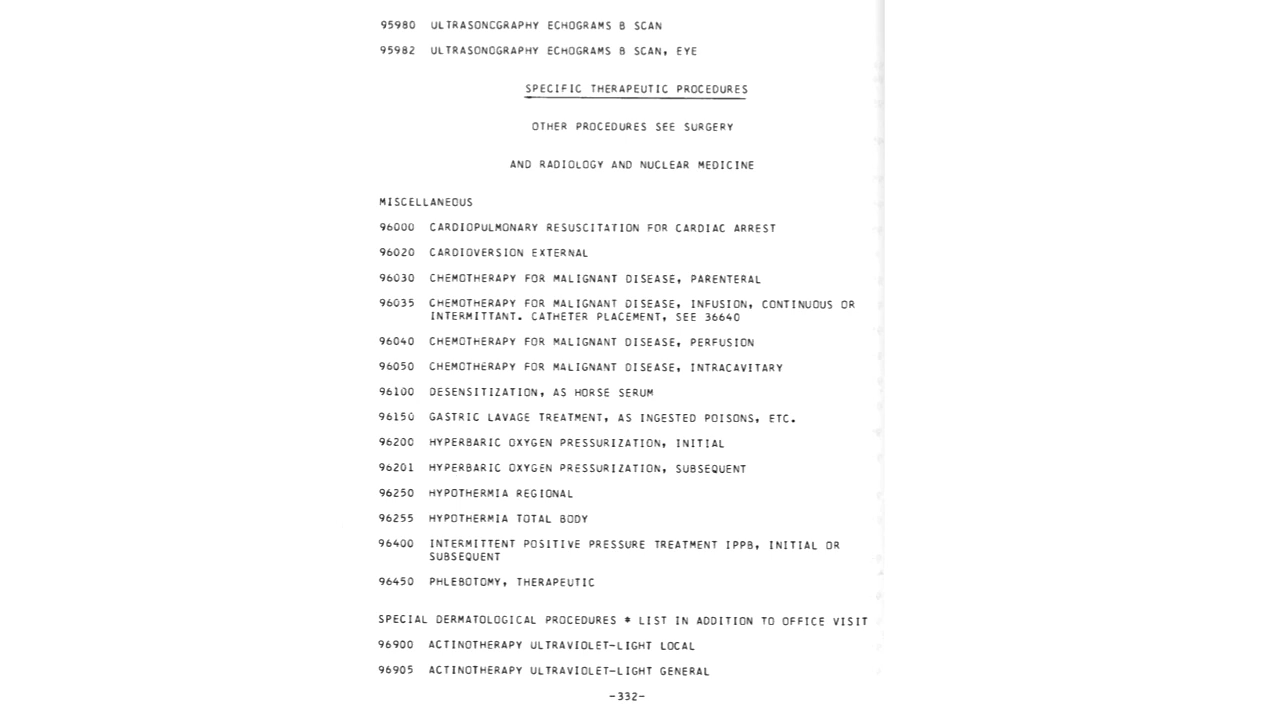 95980 ULTRASONCGRAPHY ECHOGRAMS B SCAN
95982 ULTRASONOGRAPHY ECHOGRAMS B SCAN, EYE
SPECIFIC THERAPEUTIC PROCEDURES
OTHER PROCEDURES SEE SURGERY
AND RADIOLOGY AND NUCLEAR MEDICINE
MISCELLANEOUS
96000 CARDIOPULMONARY RESUSCITATION FOR CARDIAC ARREST
96020 CARDIOVERSION EXTERNAL
96030 CHEMOTHERAPY FOR MALIGNANT DISEASE, PARENTERAL
96035 CHEMOTHERAPY FOR MALIGNANT DISEASE, INFUSION, CONTINUOUS OR
INTERMITTANT. CATHETER PLACEMENT, SEE 36640
96040 CHEMOTHERAPY FOR MALIGNANT DISEASE, PERFUSION
96050 CHEMOTHERAPY FOR MALIGNANT DISEASE, INTRACAVITARY
96100 DESENSITIZATION, AS HORSE SERUM
96150 GASTRIC LAVAGE TREATMENT, AS INGESTED POISONS, ETC.
96200 HYPERBARIC OXYGEN PRESSURIZATION, INITIAL
96201 HYPERBARIC OXYGEN PRESSURIZATION, SUBSEQUENT
96250 HYPOTHERMIA REGIONAL
96255 HYPOTHERMIA TOTAL BODY
96400 INTERMITTENT POSITIVE PRESSURE TREATMENT IPPB, INITIAL OR
SUBSEQUENT
96450 PHLEBOTOMY, THERAPEUTIC
SPECIAL DERMATOLOGICAL PROCEDURES * LIST IN ADDITION TO OFFICE VISIT
96900 ACTINOTHERAPY ULTRAVIOLET-LIGHT LOCAL
96905 ACTINOTHERAPY ULTRAVIOLET-LIGHT GENERAL
-332-